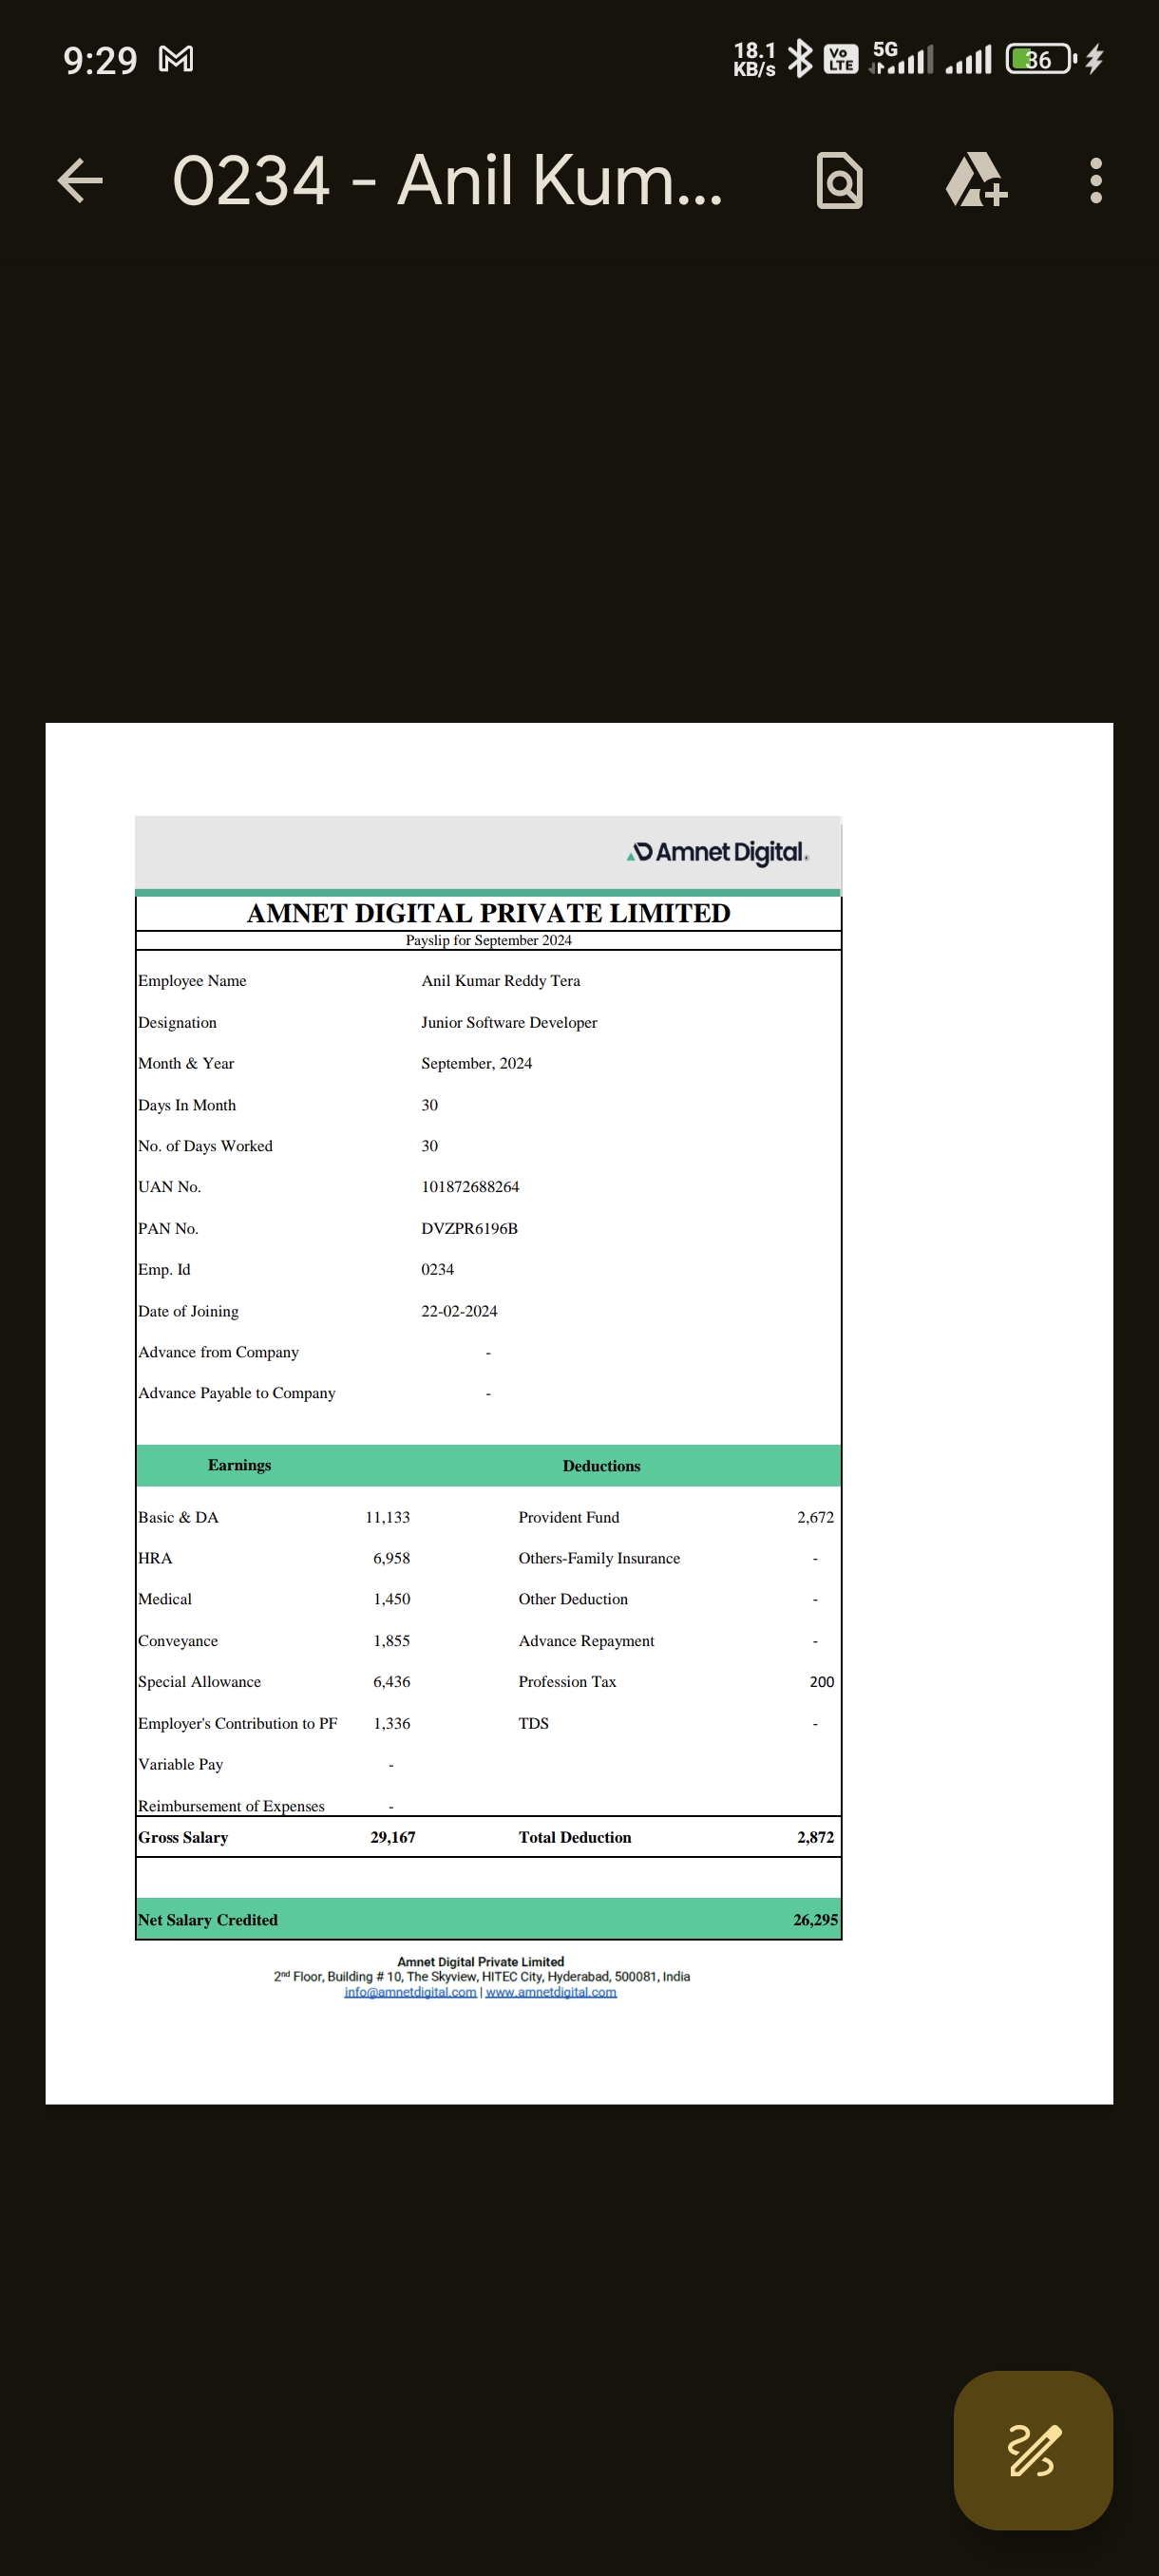 9:29
18.1 KB/s
Vo LTE
5G
36
0234 - Anil Kum...
Amnet Digital.
AMNET DIGITAL PRIVATE LIMITED
Payslip for September 2024
Employee Name Anil Kumar Reddy Tera
Designation Junior Software Developer
Month & Year September, 2024
Days In Month 30
No. of Days Worked 30
UAN No. 101872688264
PAN No. DVZPR6196B
Emp. Id 0234
Date of Joining 22-02-2024
Advance from Company -
Advance Payable to Company -
Earnings Deductions
Basic & DA 11,133 Provident Fund 2,672
HRA 6,958 Others-Family Insurance -
Medical 1,450 Other Deduction -
Conveyance 1,855 Advance Repayment -
Special Allowance 6,436 Profession Tax 200
Employer's Contribution to PF 1,336 TDS -
Variable Pay -
Reimbursement of Expenses -
Gross Salary 29,167 Total Deduction 2,872
Net Salary Credited 26,295
Amnet Digital Private Limited
2nd Floor, Building # 10, The Skyview, HITEC City, Hyderabad, 500081, India
info@amnetdigital.com | www.amnetdigital.com